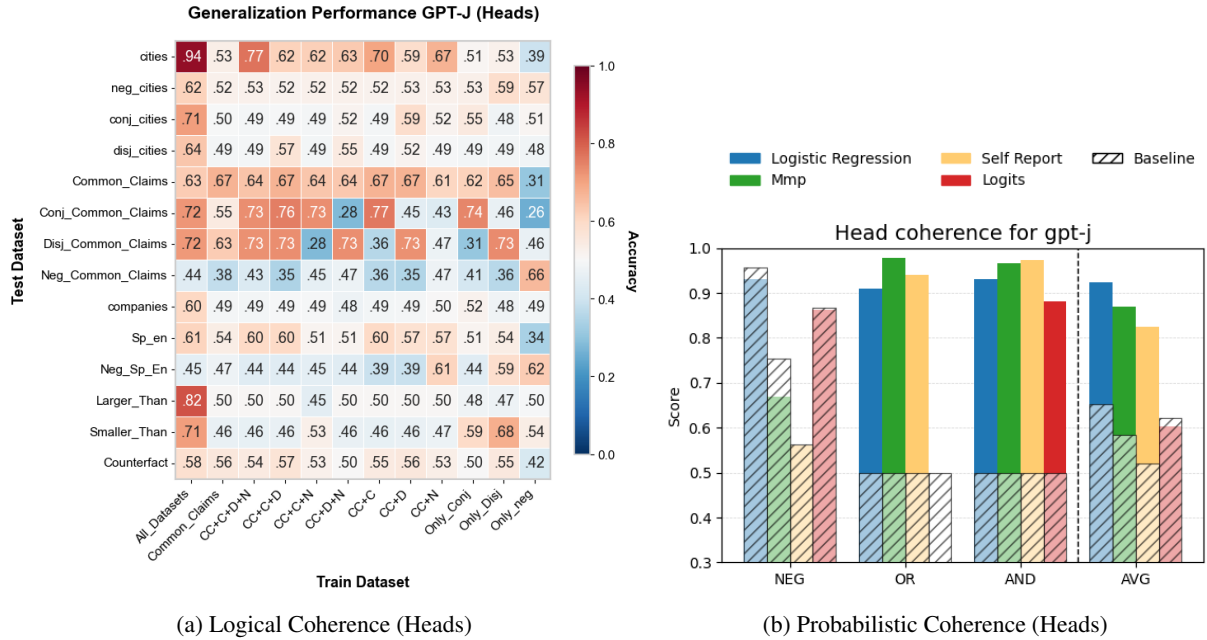 Generalization Performance GPT-J (Heads)
Test Dataset
cities .94 .53 .77 .62 .62 .63 .70 .59 .67 .51 .53 .39
neg_cities .62 .52 .53 .52 .52 .52 .52 .53 .53 .53 .59 .57
conj_cities .71 .50 .49 .49 .49 .52 .49 .59 .52 .55 .48 .51
disj_cities .64 .49 .49 .57 .49 .55 .49 .52 .49 .49 .49 .48
Common_Claims .63 .67 .64 .67 .64 .64 .67 .67 .61 .62 .65 .31
Conj_Common_Claims .72 .55 .73 .76 .73 .28 .77 .45 .43 .74 .46 .26
Disj_Common_Claims .72 .63 .73 .73 .28 .73 .36 .73 .47 .31 .73 .46
Neg_Common_Claims .44 .38 .43 .35 .45 .47 .36 .35 .47 .41 .36 .66
companies .60 .49 .49 .49 .49 .48 .49 .49 .50 .52 .48 .49
Sp_en .61 .54 .60 .60 .51 .51 .60 .57 .57 .51 .54 .34
Neg_Sp_En .45 .47 .44 .44 .45 .44 .39 .39 .61 .44 .59 .62
Larger_Than .82 .50 .50 .50 .45 .50 .50 .50 .50 .48 .47 .50
Smaller_Than .71 .46 .46 .46 .53 .46 .46 .46 .47 .59 .68 .54
Counterfact .58 .56 .54 .57 .53 .50 .55 .56 .53 .50 .55 .42
All_Datasets Common_Claims CC+C+D+N CC+C+D CC+C+N CC+D+N CC+C CC+D CC+N Only_Conj Only_Disj Only_neg
Train Dataset
1.0
0.8
0.6
0.4
0.2
0.0
Accuracy
(a) Logical Coherence (Heads)
Logistic Regression Self Report Baseline
Mmp Logits
Head coherence for gpt-j
Score
1.0
0.9
0.8
0.7
0.6
0.5
0.4
0.3
NEG OR AND AVG
(b) Probabilistic Coherence (Heads)